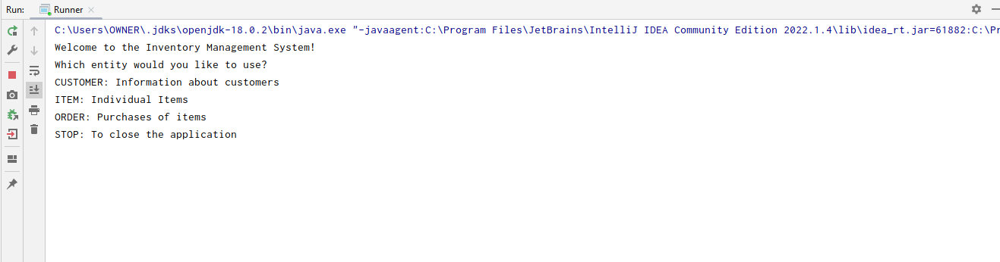 Run: Runner
C:\Users\OWNER\.jdks\openjdk-18.0.2\bin\java.exe "-javaagent:C:\Program Files\JetBrains\IntelliJ IDEA Community Edition 2022.1.4\lib\idea_rt.jar=61882:C:\Pr
Welcome to the Inventory Management System!
Which entity would you like to use?
CUSTOMER: Information about customers
ITEM: Individual Items
ORDER: Purchases of items
STOP: To close the application